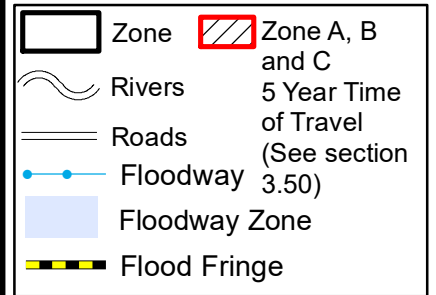 Zone
Zone A, B
and C
5 Year Time
of Travel
(See section
3.50)
Rivers
Roads
Floodway
Floodway Zone
Flood Fringe